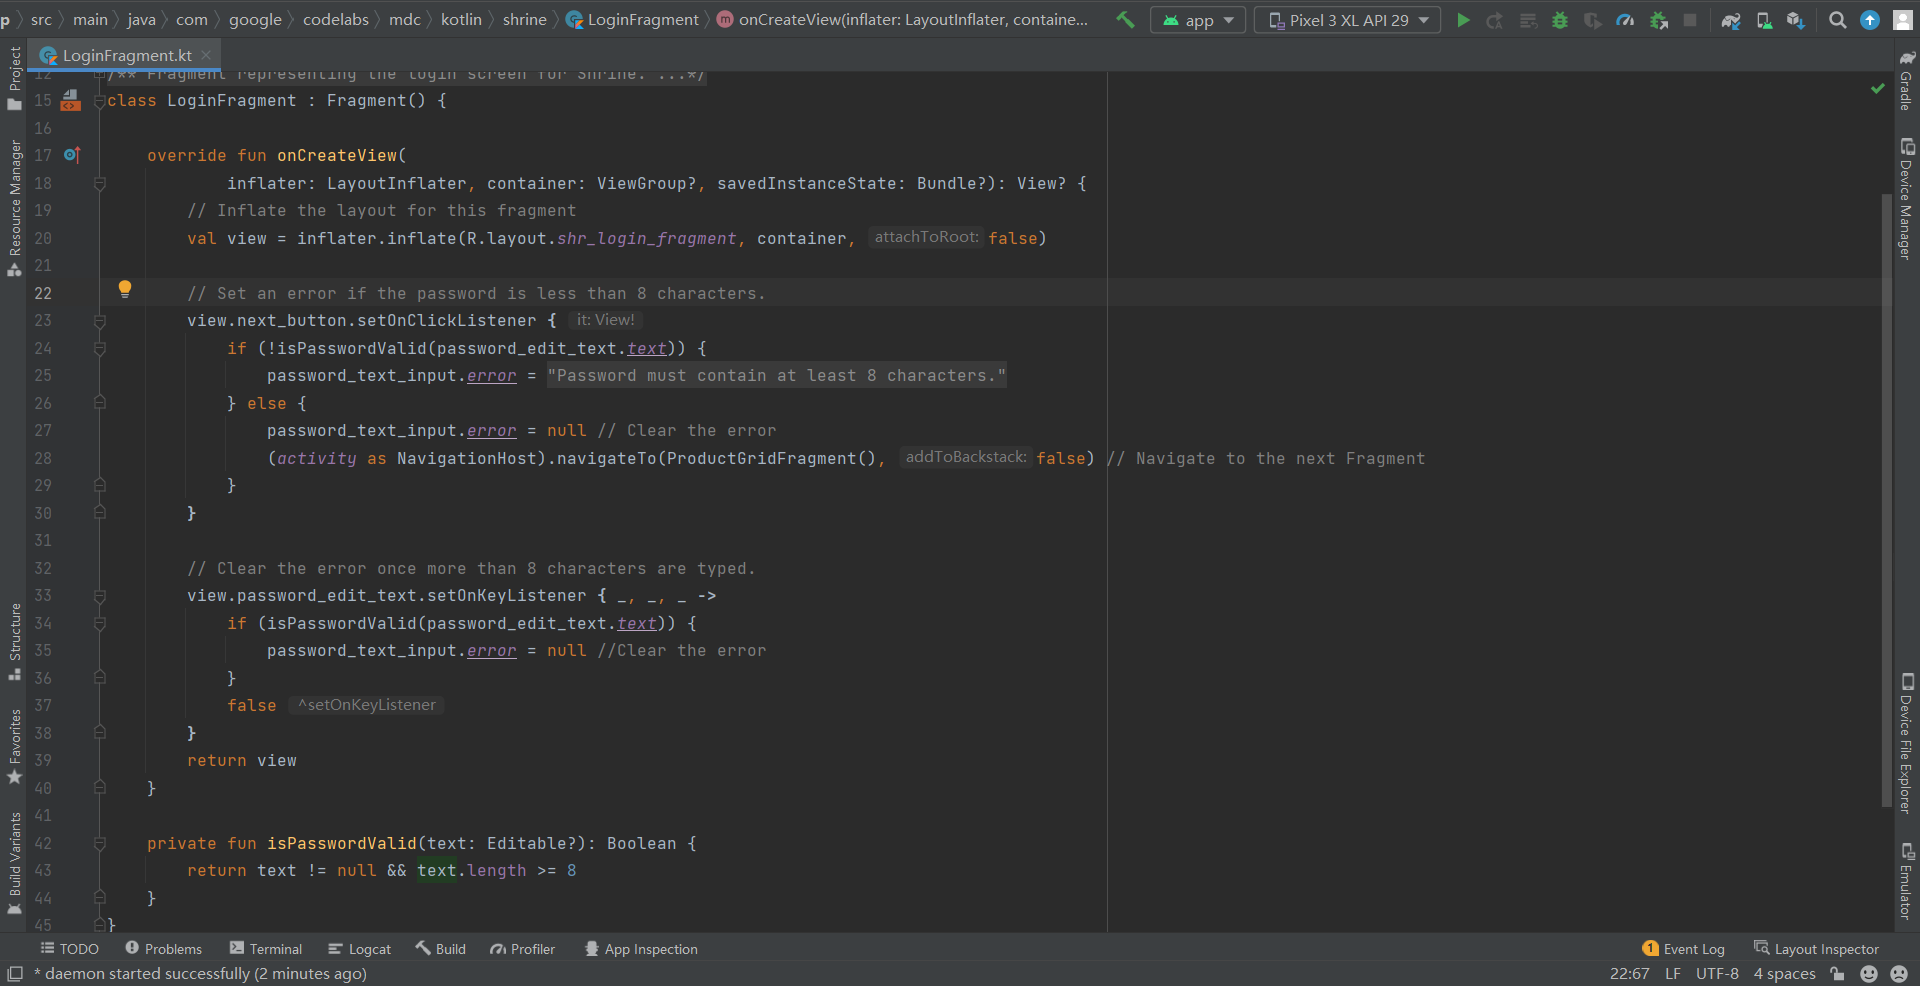 p > src > main > java > com > google > codelabs > mdc > kotlin > shrine > LoginFragment > m onCreateView(inflater: LayoutInflater, containe...
app
Pixel 3 XL API 29
LoginFragment.kt
Project
Resource Manager
Structure
Favorites
Build Variants
12 /** Fragment representing the login screen for Shrine. ...*/
15 class LoginFragment : Fragment() {
16
17 override fun onCreateView(
18 inflater: LayoutInflater, container: ViewGroup?, savedInstanceState: Bundle?): View? {
19 // Inflate the layout for this fragment
20 val view = inflater.inflate(R.layout.shr_login_fragment, container, attachToRoot: false)
21
22 // Set an error if the password is less than 8 characters.
23 view.next_button.setOnClickListener { it: View!
24 if (!isPasswordValid(password_edit_text.text)) {
25 password_text_input.error = "Password must contain at least 8 characters."
26 } else {
27 password_text_input.error = null // Clear the error
28 (activity as NavigationHost).navigateTo(ProductGridFragment(), addToBackstack: false) // Navigate to the next Fragment
29 }
30 }
31
32 // Clear the error once more than 8 characters are typed.
33 view.password_edit_text.setOnKeyListener { _, _, _ ->
34 if (isPasswordValid(password_edit_text.text)) {
35 password_text_input.error = null //Clear the error
36 }
37 false ^setOnKeyListener
38 }
39 return view
40 }
41
42 private fun isPasswordValid(text: Editable?): Boolean {
43 return text != null && text.length >= 8
44 }
45 }
Gradle
Device Manager
Device File Explorer
Emulator
TODO Problems Terminal Logcat Build Profiler App Inspection
1 Event Log Layout Inspector
* daemon started successfully (2 minutes ago)
22:67 LF UTF-8 4 spaces